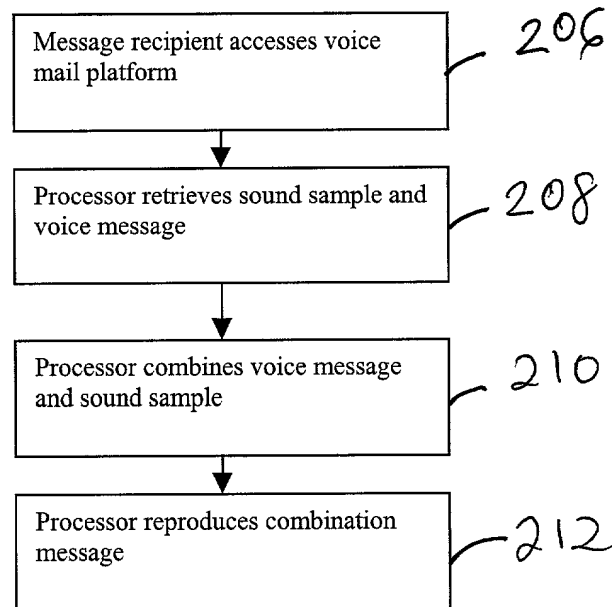 Message recipient accesses voice
mail platform
206
Processor retrieves sound sample and
voice message
208
Processor combines voice message
and sound sample
210
Processor reproduces combination
message
212